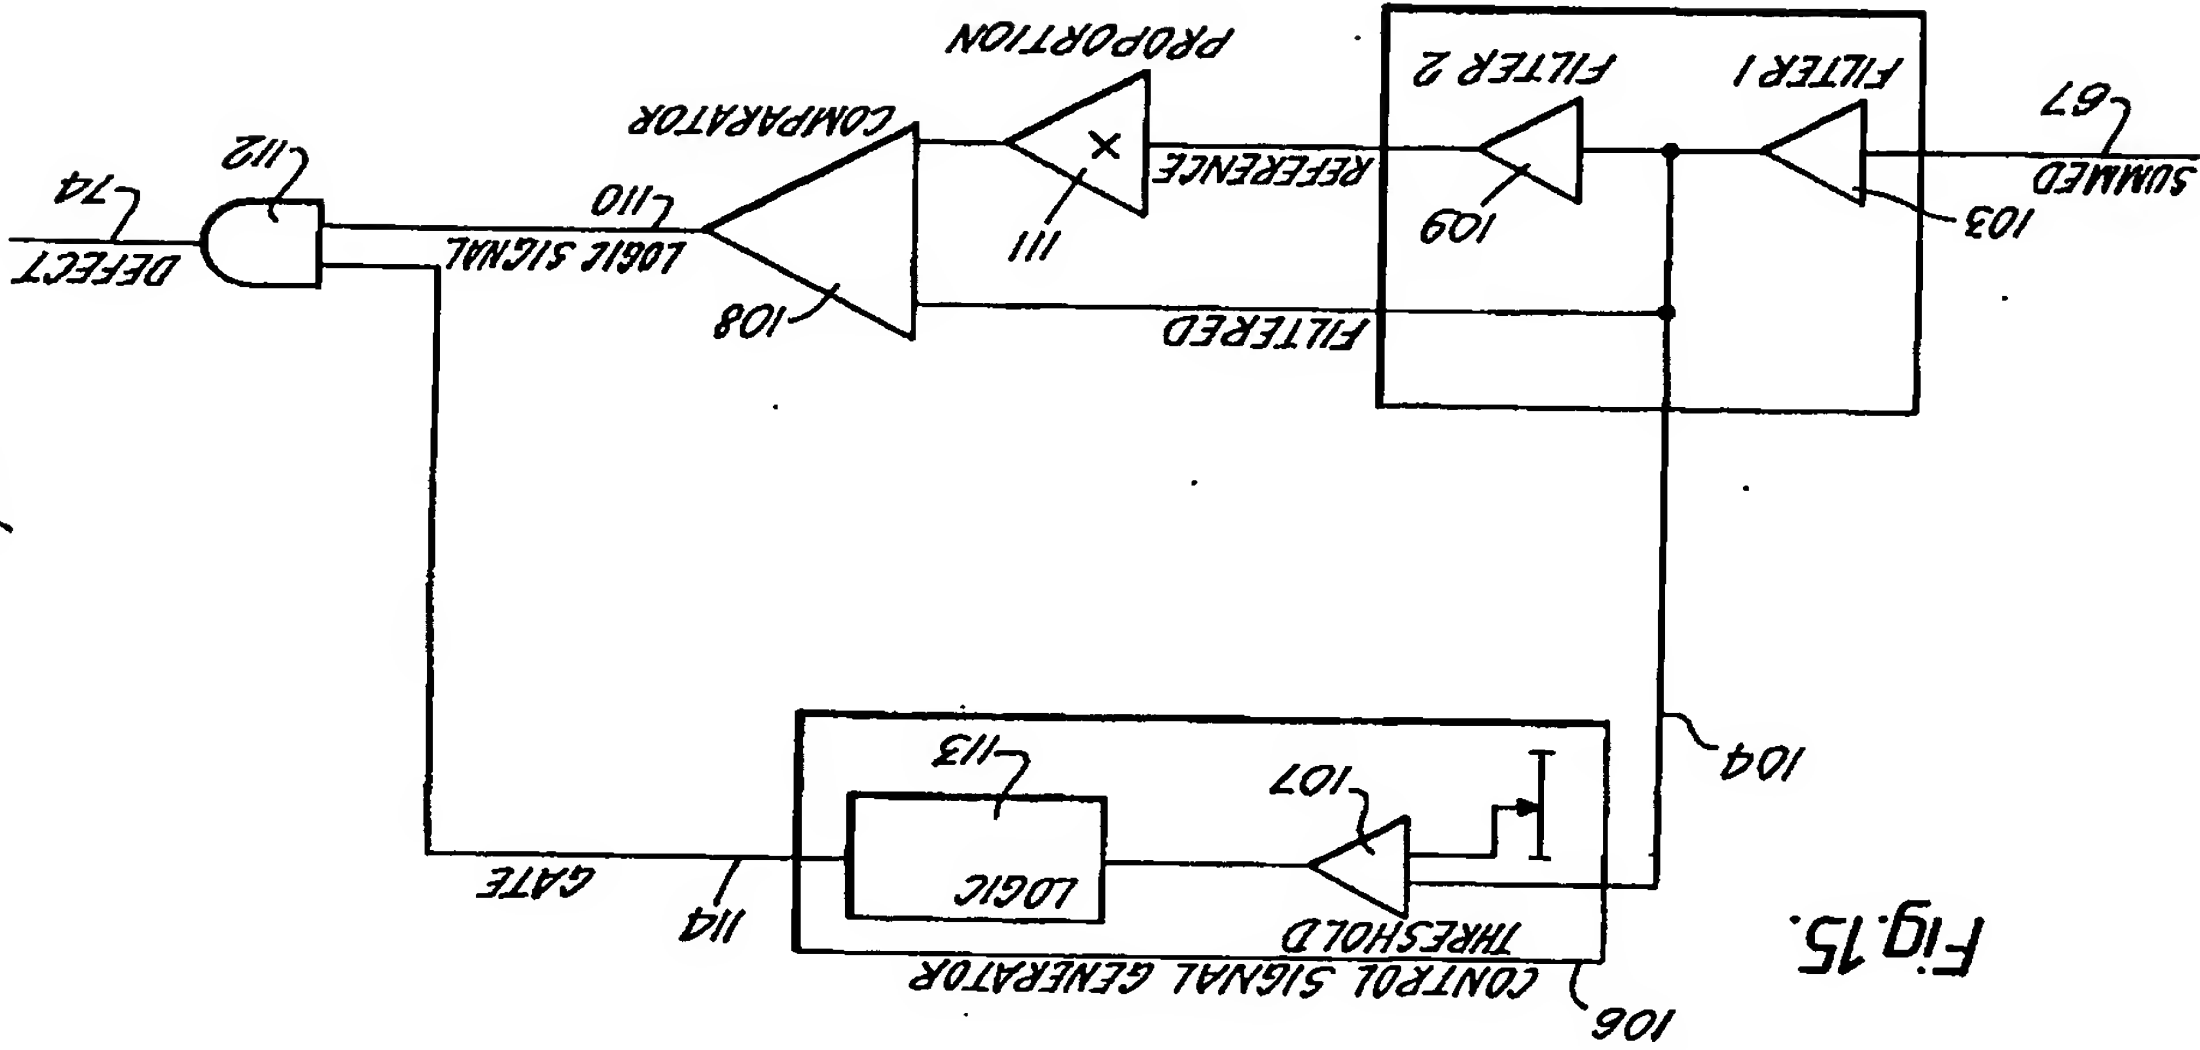 106
CONTROL SIGNAL GENERATOR
Fig.15.
THRESHOLD
114
LOGIC
GATE
107
113
104
FILTERED
108
SUMMED
103
109
REFERENCE
111
LOGIC SIGNAL
110
DEFECT
74
67
112
COMPARATOR
FILTER 1
FILTER 2
PROPORTION